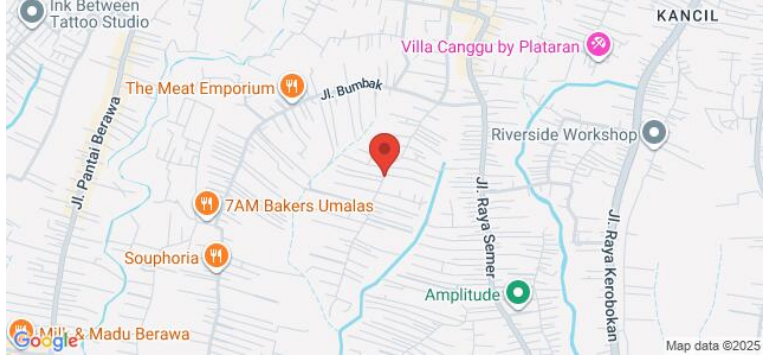 Ink Between
Tattoo Studio
KANCIL
Villa Canggu by Plataran
The Meat Emporium
Jl. Bumbak
Riverside Workshop
Jl. Pantai Berawa
7AM Bakers Umalas
Jl. Raya Semer
Jl. Raya Kerobokan
Souphoria
Amplitude
Milk & Madu Berawa
Google
Map data ©2025